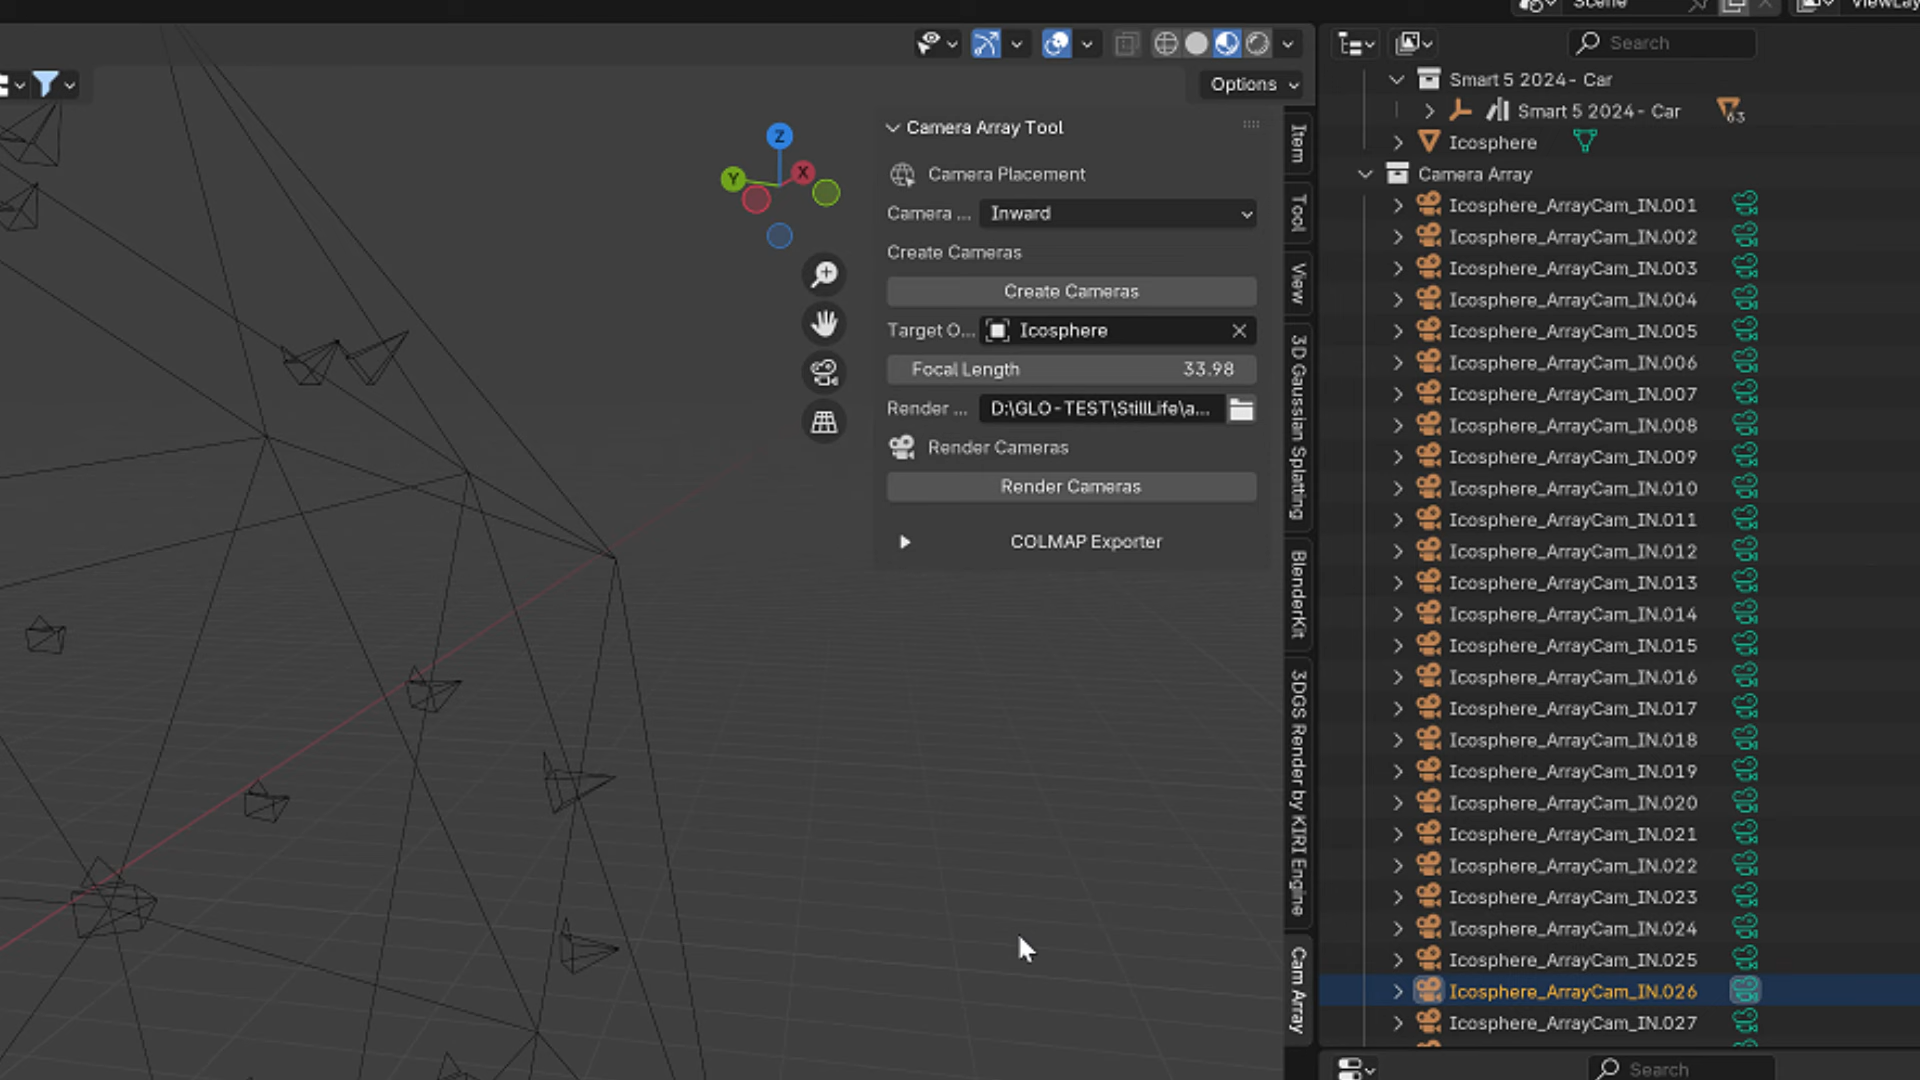 Scene
ViewLay
Search
Options
Smart 5 2024- Car
Smart 5 2024- Car
63
Icosphere
Camera Array
Z
Y
X
Camera Array Tool
Camera Placement
Camera ...
Inward
Create Cameras
Create Cameras
Target O...
Icosphere
Focal Length
33.98
Render ...
D:\GLO-TEST\StillLife\a...
Render Cameras
Render Cameras
COLMAP Exporter
Item
Tool
View
3D Gaussian Splatting
BlenderKit
3DGS Render by KIRI Engine
Cam Array
Icosphere_ArrayCam_IN.001
Icosphere_ArrayCam_IN.002
Icosphere_ArrayCam_IN.003
Icosphere_ArrayCam_IN.004
Icosphere_ArrayCam_IN.005
Icosphere_ArrayCam_IN.006
Icosphere_ArrayCam_IN.007
Icosphere_ArrayCam_IN.008
Icosphere_ArrayCam_IN.009
Icosphere_ArrayCam_IN.010
Icosphere_ArrayCam_IN.011
Icosphere_ArrayCam_IN.012
Icosphere_ArrayCam_IN.013
Icosphere_ArrayCam_IN.014
Icosphere_ArrayCam_IN.015
Icosphere_ArrayCam_IN.016
Icosphere_ArrayCam_IN.017
Icosphere_ArrayCam_IN.018
Icosphere_ArrayCam_IN.019
Icosphere_ArrayCam_IN.020
Icosphere_ArrayCam_IN.021
Icosphere_ArrayCam_IN.022
Icosphere_ArrayCam_IN.023
Icosphere_ArrayCam_IN.024
Icosphere_ArrayCam_IN.025
Icosphere_ArrayCam_IN.026
Icosphere_ArrayCam_IN.027
Search